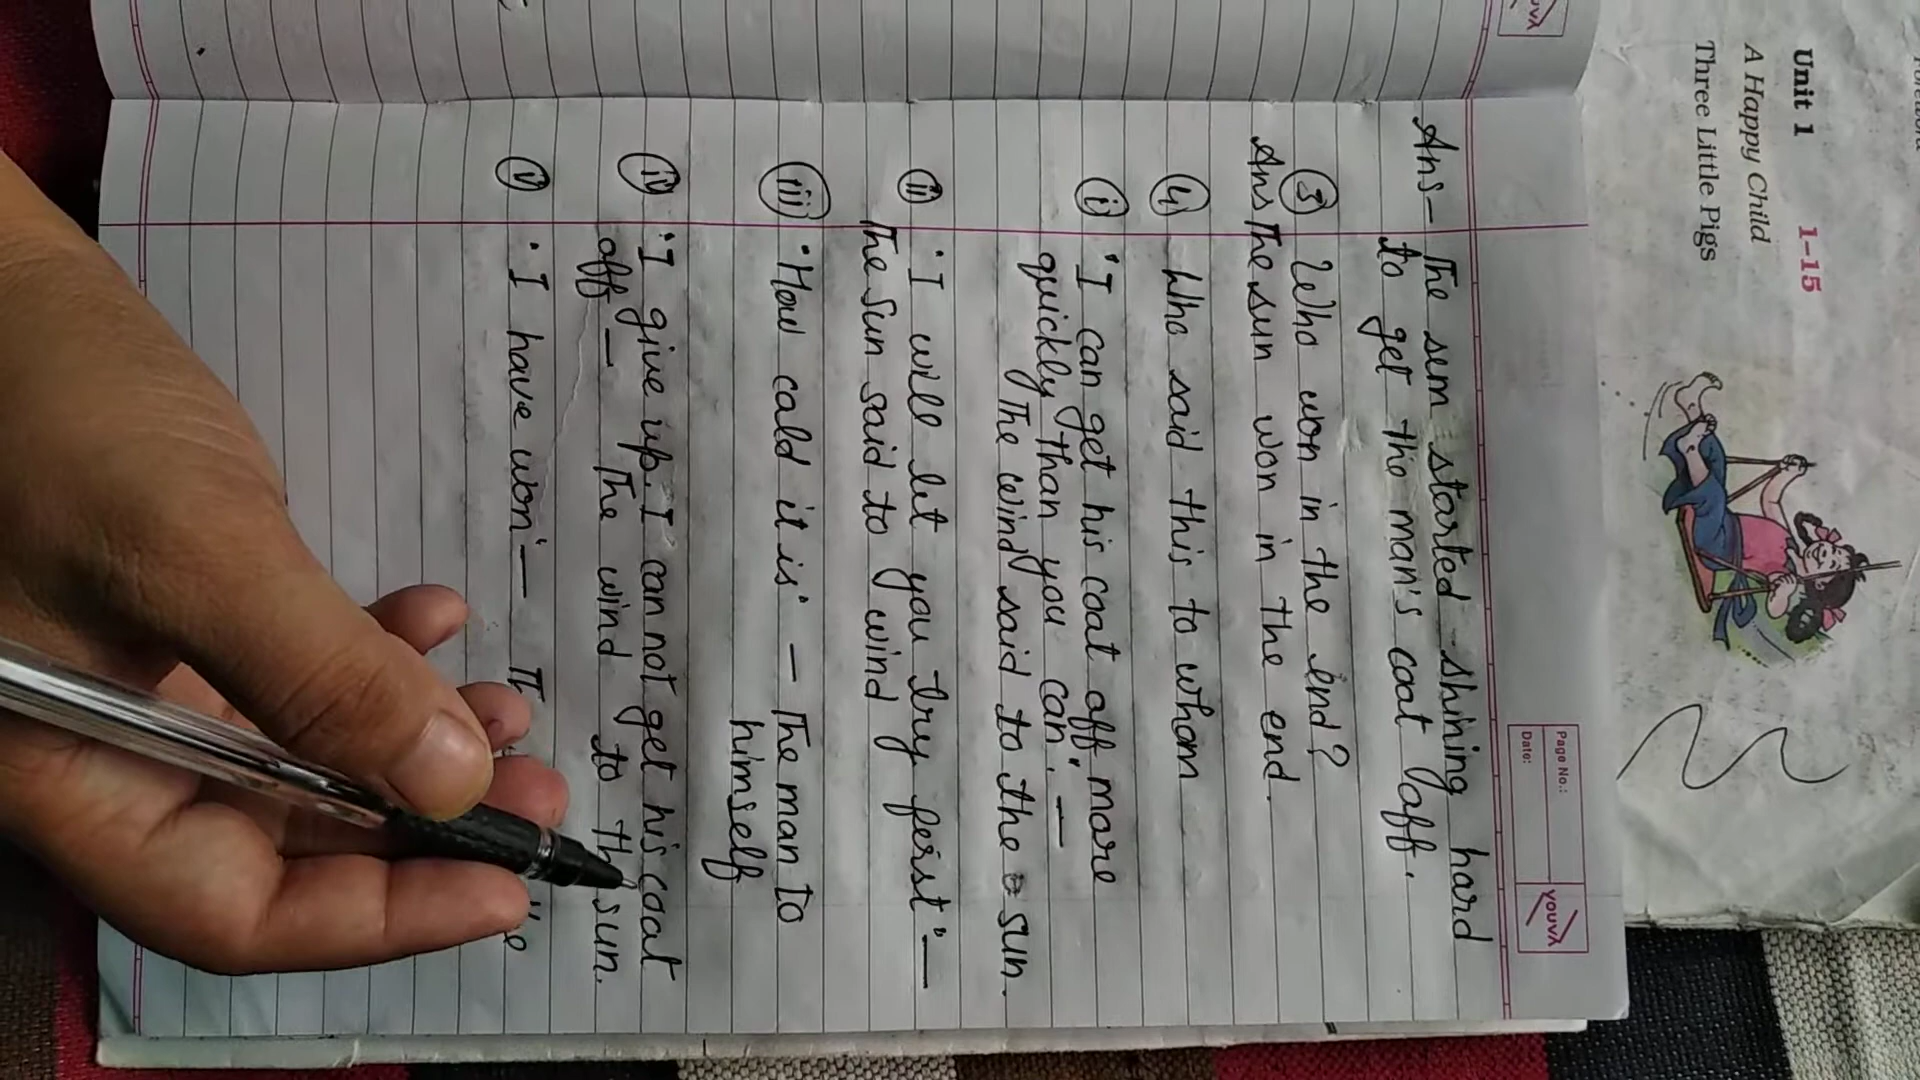 Unit 1 1–15
A Happy Child
Three Little Pigs
Page No.:
Date:
YOUVA
Ans- The sun started shining hard
to get the man's coat off.
③ Who won in the end?
Ans The sun won in the end.
④ Who said this to whom
ⓘ 'I can get his coat off, more
quickly than you can', —
The wind said to the sun.
ⓘⓘ 'I will let you try first' —
The sun said to wind
ⓘⓘⓘ 'How cald it is' - The man to
himself
ⓘⓥ 'I give up. I can not get his coat
off — The wind to the sun.
ⓥ 'I have won' —